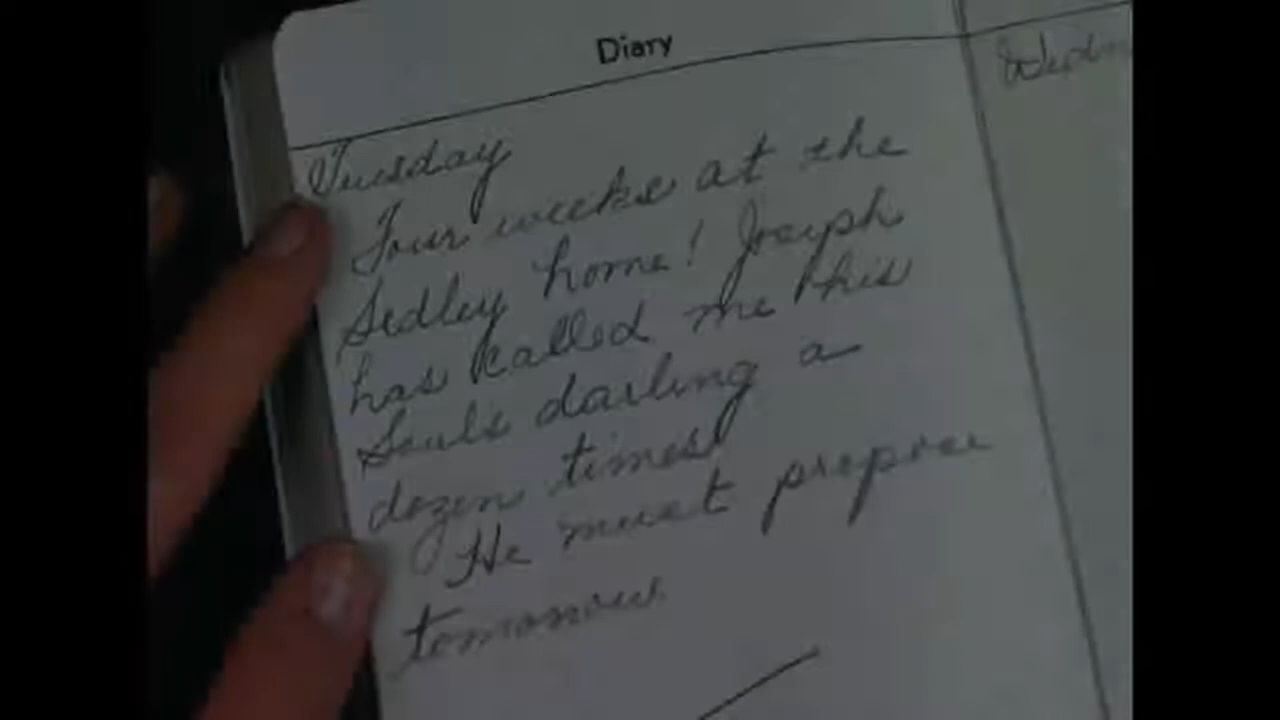 Diary
Tuesday
Four weeks at the
Sedley home! Joseph
has called me this
Soul's darling a
dozen times
He must propose
tomorrow.